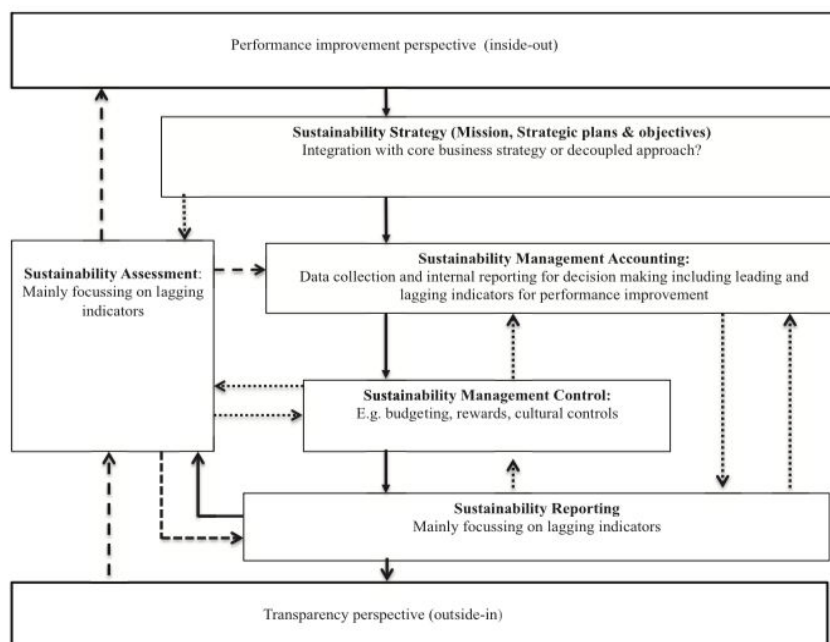 Performance improvement perspective (inside-out)
Sustainability Strategy (Mission, Strategic plans & objectives)
Integration with core business strategy or decoupled approach?
Sustainability Management Accounting:
Data collection and internal reporting for decision making including leading and
lagging indicators for performance improvement
Sustainability Assessment:
Mainly focussing on lagging
indicators
Sustainability Management Control:
E.g. budgeting, rewards, cultural controls
Sustainability Reporting
Mainly focussing on lagging indicators
Transparency perspective (outside-in)